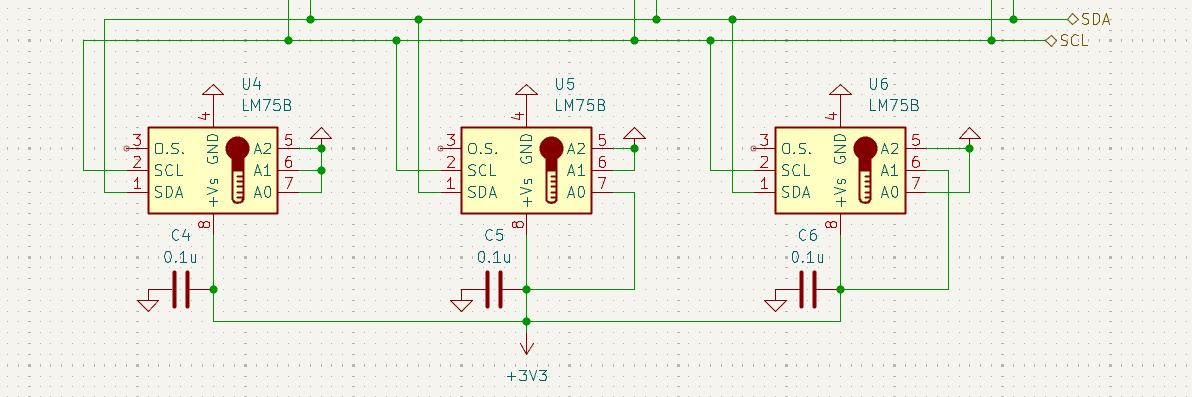 SDA
SCL
U4
LM75B
4
3
2
1
O.S.
SCL
SDA
GND
+Vs
A2
A1
A0
5
6
7
8
C4
0.1u
U5
LM75B
4
3
2
1
O.S.
SCL
SDA
GND
+Vs
A2
A1
A0
5
6
7
8
C5
0.1u
U6
LM75B
4
3
2
1
O.S.
SCL
SDA
GND
+Vs
A2
A1
A0
5
6
7
8
C6
0.1u
+3V3